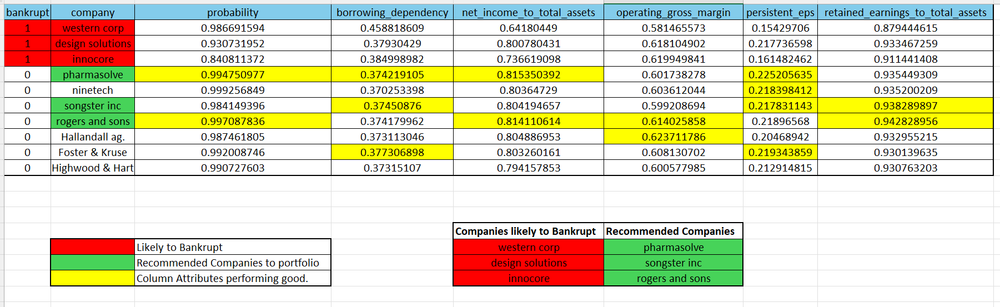 bankrupt company probability borrowing_dependency net_income_to_total_assets operating_gross_margin persistent_eps retained_earnings_to_total_assets
1 western corp 0.986691594 0.458818609 0.64180449 0.581465573 0.15429706 0.879444615
1 design solutions 0.930731952 0.37930429 0.800780431 0.618104902 0.217736598 0.933467259
1 innocore 0.840811372 0.384998982 0.736619098 0.619949841 0.161482462 0.911441408
0 pharmasolve 0.994750977 0.374219105 0.815350392 0.601738278 0.225205635 0.935449309
0 ninetech 0.999256849 0.370253398 0.80364729 0.603612044 0.218398412 0.935200209
0 songster inc 0.984149396 0.37450876 0.804194657 0.599208694 0.217831143 0.938289897
0 rogers and sons 0.997087836 0.374179962 0.814110614 0.614025858 0.21896568 0.942828956
0 Hallandall ag. 0.987461805 0.373113046 0.804886953 0.623711786 0.20468942 0.932955215
0 Foster & Kruse 0.992008746 0.377306898 0.803260161 0.608130702 0.219343859 0.930139635
0 Highwood & Hart 0.990727603 0.37315107 0.794157853 0.600577985 0.212914815 0.930763203
Companies likely to Bankrupt Recommended Companies
Likely to Bankrupt western corp pharmasolve
Recommended Companies to portfolio design solutions songster inc
Column Attributes performing good. innocore rogers and sons